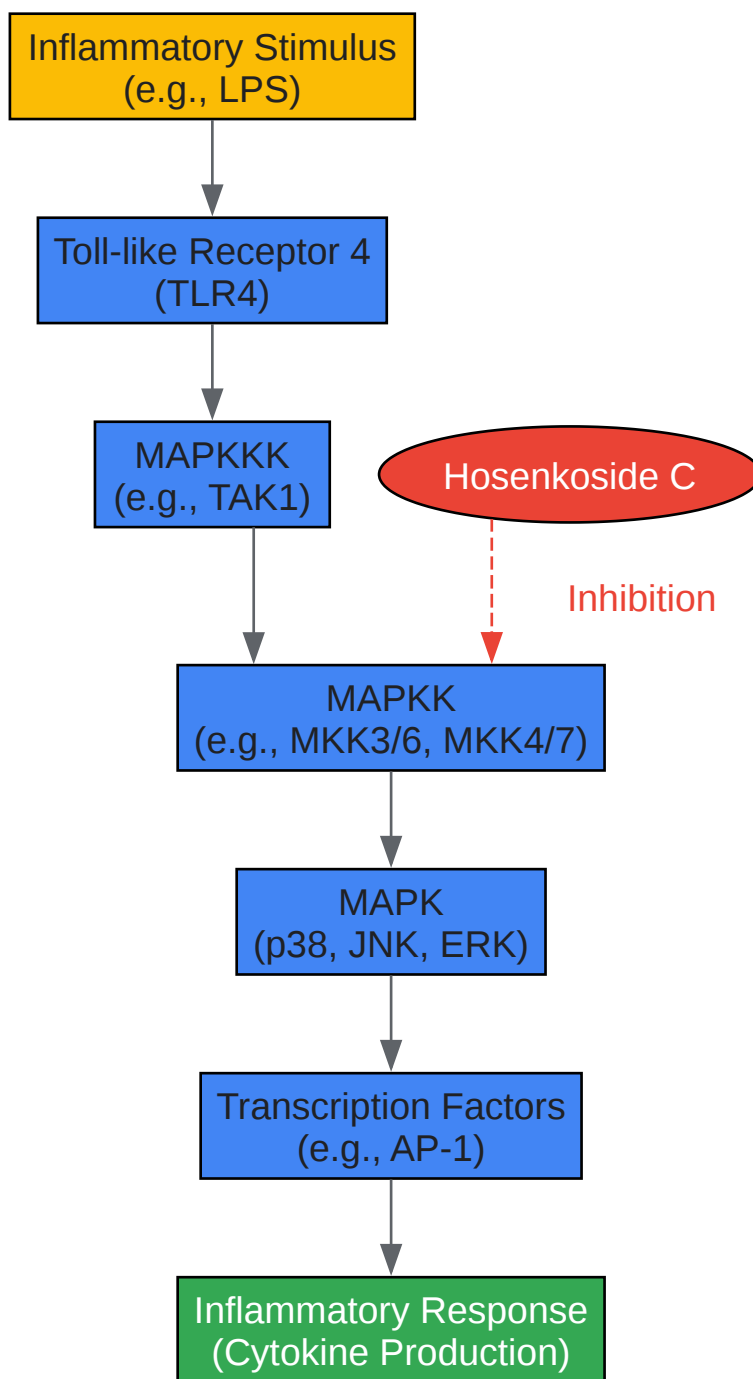 Inflammatory Stimulus
(e.g., LPS)
Toll-like Receptor 4
(TLR4)
MAPKKK
(e.g., TAK1)
Hosenkoside C
Inhibition
MAPKK
(e.g., MKK3/6, MKK4/7)
MAPK
(p38, JNK, ERK)
Transcription Factors
(e.g., AP-1)
Inflammatory Response
(Cytokine Production)